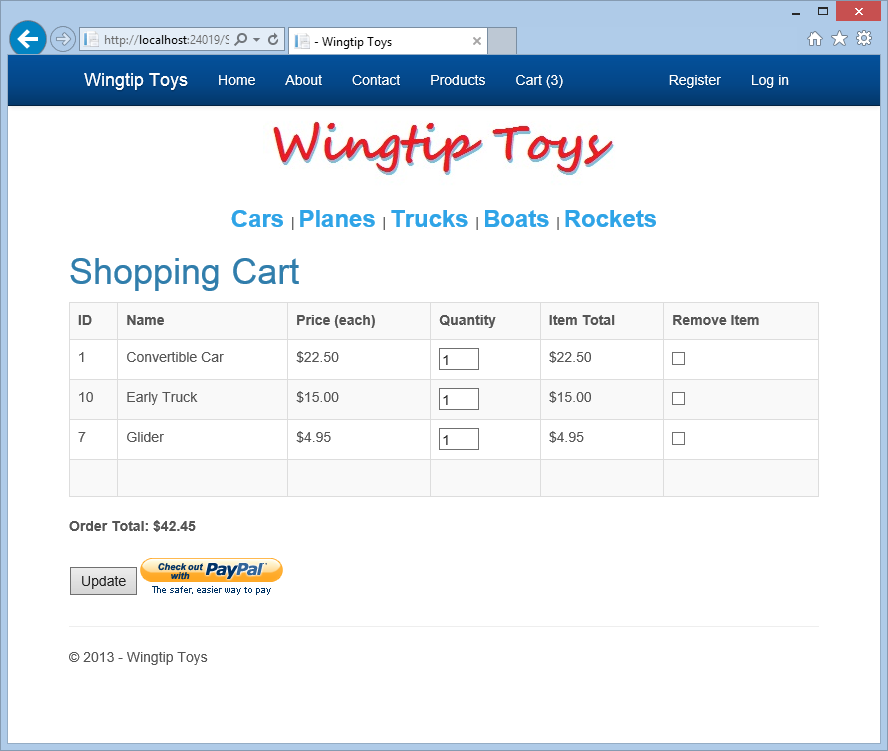 http://localhost:24019/S
- Wingtip Toys
Wingtip Toys Home About Contact Products Cart (3) Register Log in
Wingtip Toys
Cars | Planes | Trucks | Boats | Rockets
Shopping Cart
ID Name Price (each) Quantity Item Total Remove Item
1 Convertible Car $22.50 1 $22.50
10 Early Truck $15.00 1 $15.00
7 Glider $4.95 1 $4.95
Order Total: $42.45
Update
Check out
with PayPal
The safer, easier way to pay
© 2013 - Wingtip Toys